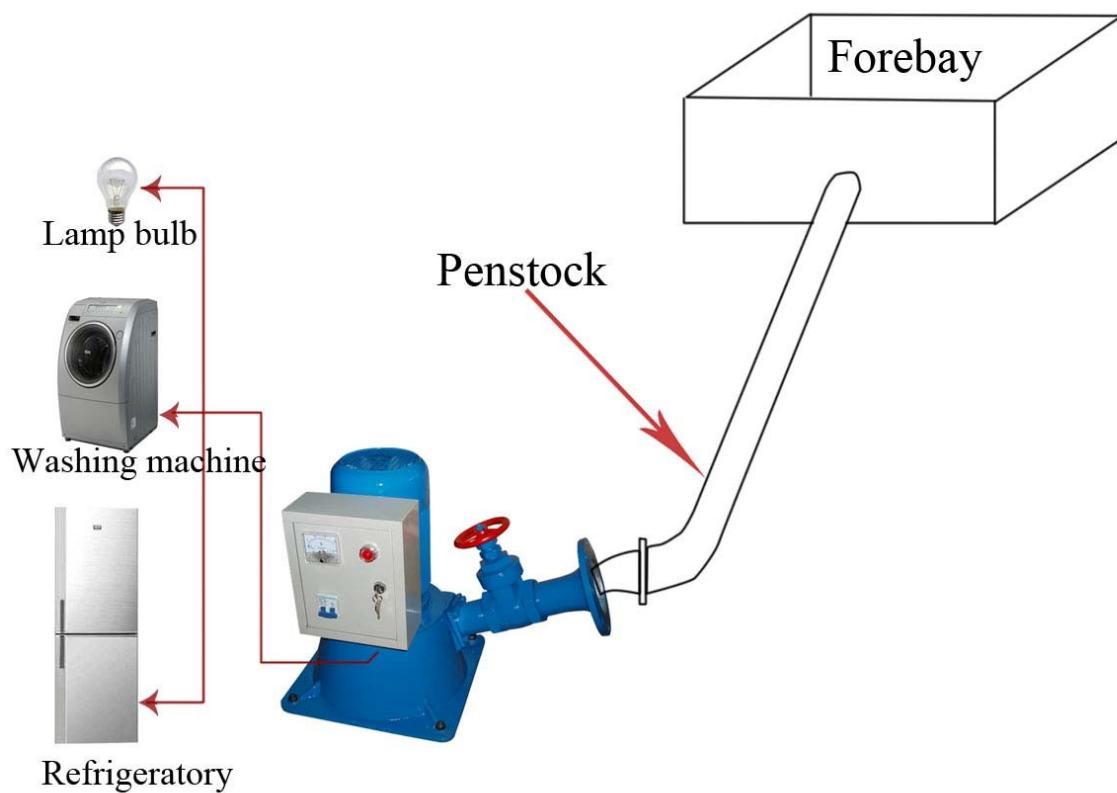 Forebay
Lamp bulb
Penstock
Washing machine
Refrigeratory